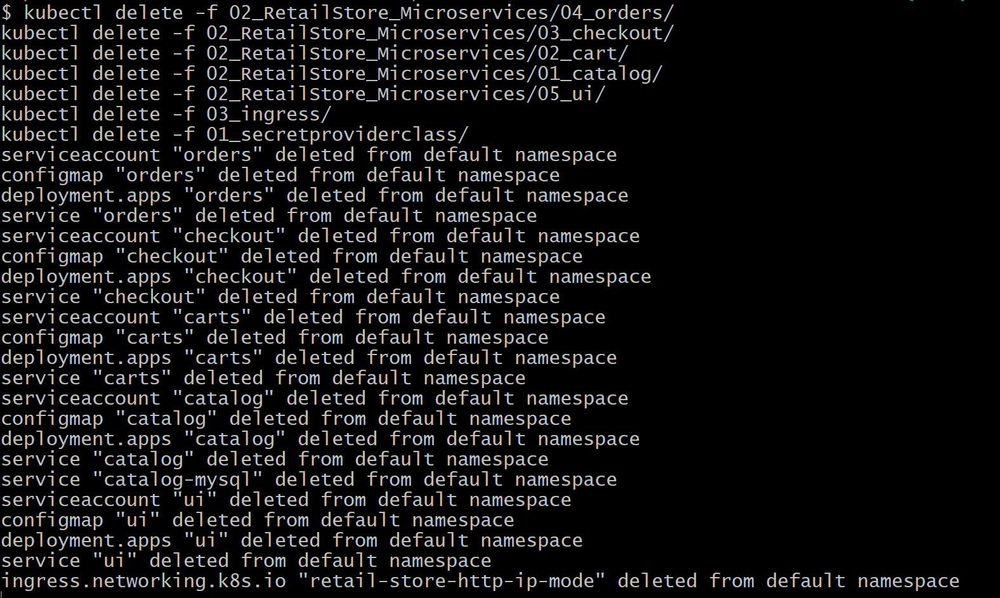 $ kubectl delete -f 02_RetailStore_Microservices/04_orders/
kubectl delete -f 02_RetailStore_Microservices/03_checkout/
kubectl delete -f 02_RetailStore_Microservices/02_cart/
kubectl delete -f 02_RetailStore_Microservices/01_catalog/
kubectl delete -f 02_RetailStore_Microservices/05_ui/
kubectl delete -f 03_ingress/
kubectl delete -f 01_secretproviderclass/
serviceaccount "orders" deleted from default namespace
configmap "orders" deleted from default namespace
deployment.apps "orders" deleted from default namespace
service "orders" deleted from default namespace
serviceaccount "checkout" deleted from default namespace
configmap "checkout" deleted from default namespace
deployment.apps "checkout" deleted from default namespace
service "checkout" deleted from default namespace
serviceaccount "carts" deleted from default namespace
configmap "carts" deleted from default namespace
deployment.apps "carts" deleted from default namespace
service "carts" deleted from default namespace
serviceaccount "catalog" deleted from default namespace
configmap "catalog" deleted from default namespace
deployment.apps "catalog" deleted from default namespace
service "catalog" deleted from default namespace
service "catalog-mysql" deleted from default namespace
serviceaccount "ui" deleted from default namespace
configmap "ui" deleted from default namespace
deployment.apps "ui" deleted from default namespace
service "ui" deleted from default namespace
ingress.networking.k8s.io "retail-store-http-ip-mode" deleted from default namespace